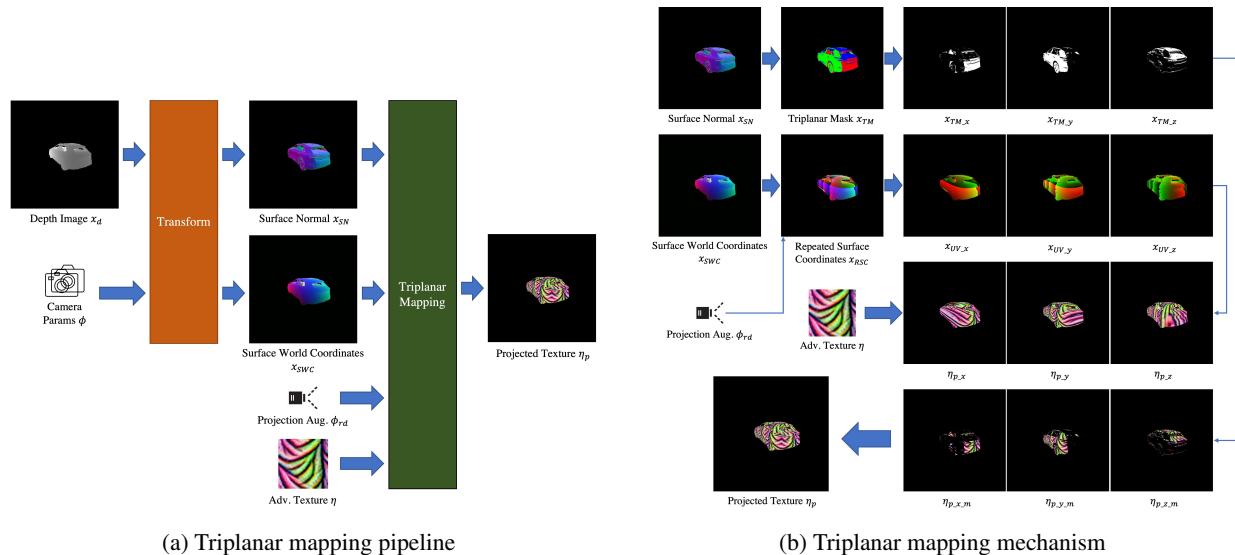 Depth Image x_d
Camera
Params ϕ
Transform
Surface Normal x_SN
Surface World Coordinates
x_SWC
Projection Aug. ϕ_rd
Adv. Texture η
Triplanar
Mapping
Projected Texture η_p
(a) Triplanar mapping pipeline
Surface Normal x_SN
Triplanar Mask x_TM
x_TM_x
x_TM_y
x_TM_z
Surface World Coordinates
x_SWC
Repeated Surface
Coordinates x_RSC
x_UV_x
x_UV_y
x_UV_z
Projection Aug. ϕ_rd
Adv. Texture η
η_p_x
η_p_y
η_p_z
Projected Texture η_p
η_p_x_m
η_p_y_m
η_p_z_m
(b) Triplanar mapping mechanism